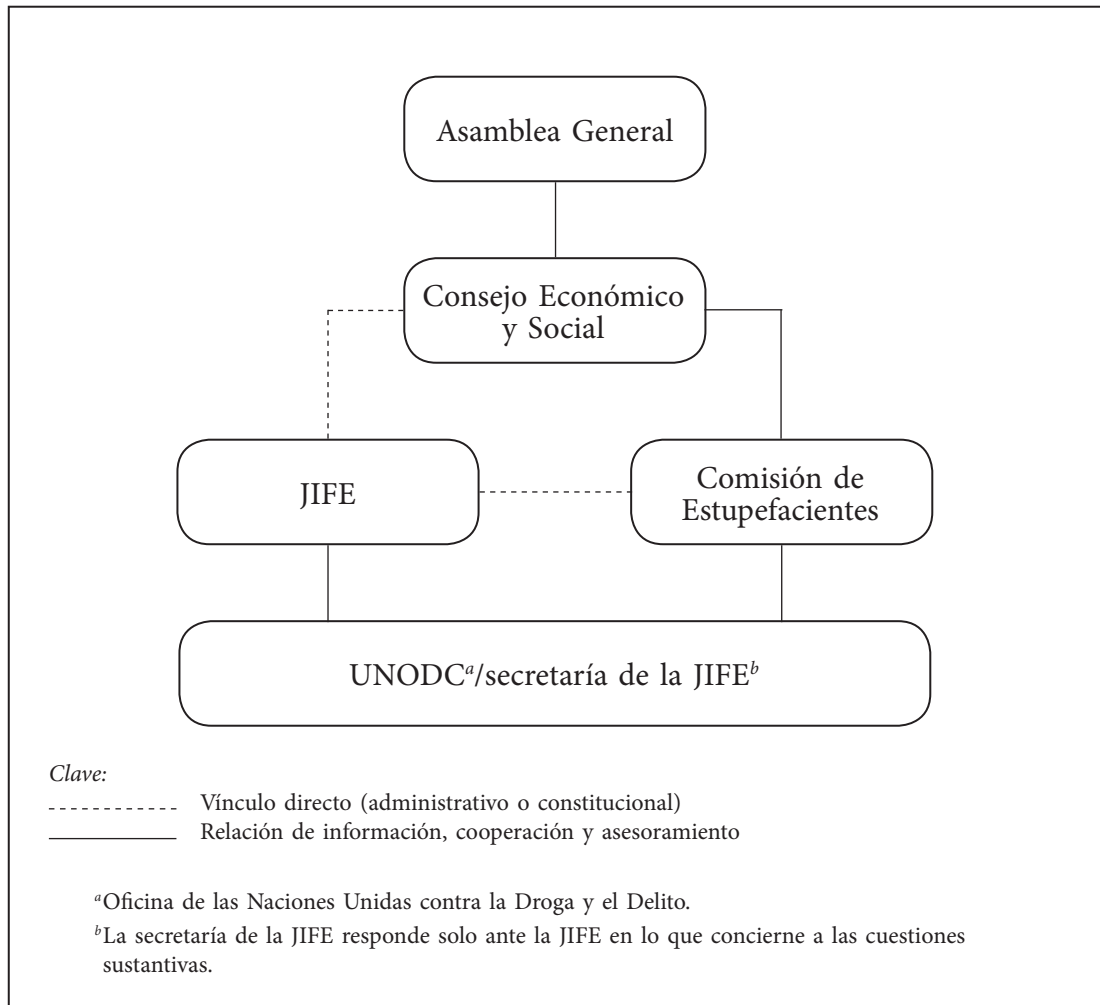 Asamblea General
Consejo Económico
y Social
JIFE
Comisión de
Estupefacientes
UNODCa/secretaría de la JIFEb
Clave:
Vínculo directo (administrativo o constitucional)
Relación de información, cooperación y asesoramiento
aOficina de las Naciones Unidas contra la Droga y el Delito.
bLa secretaría de la JIFE responde solo ante la JIFE en lo que concierne a las cuestiones
sustantivas.